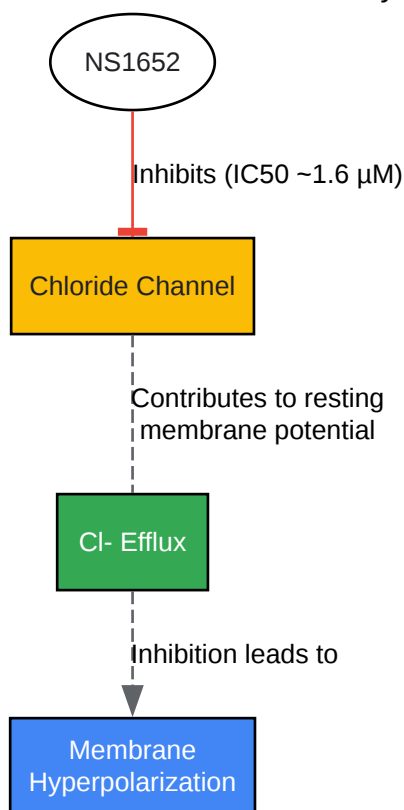 NS1652
Inhibits (IC50 ~1.6 µM)
Chloride Channel
Contributes to resting
membrane potential
Cl- Efflux
Inhibition leads to
Membrane
Hyperpolarization